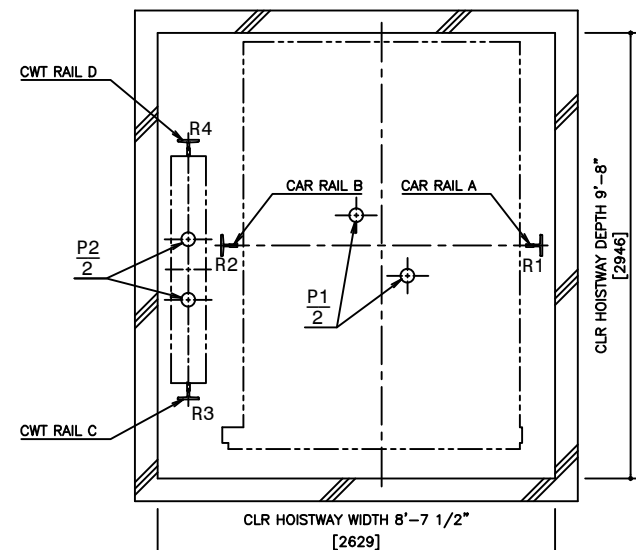 CWT RAIL D
R4
CAR RAIL B
CAR RAIL A
P2
2
R2
R1
P1
2
R3
CWT RAIL C
CLR HOISTWAY DEPTH 9'-8"
[2946]
CLR HOISTWAY WIDTH 8'-7 1/2"
[2629]